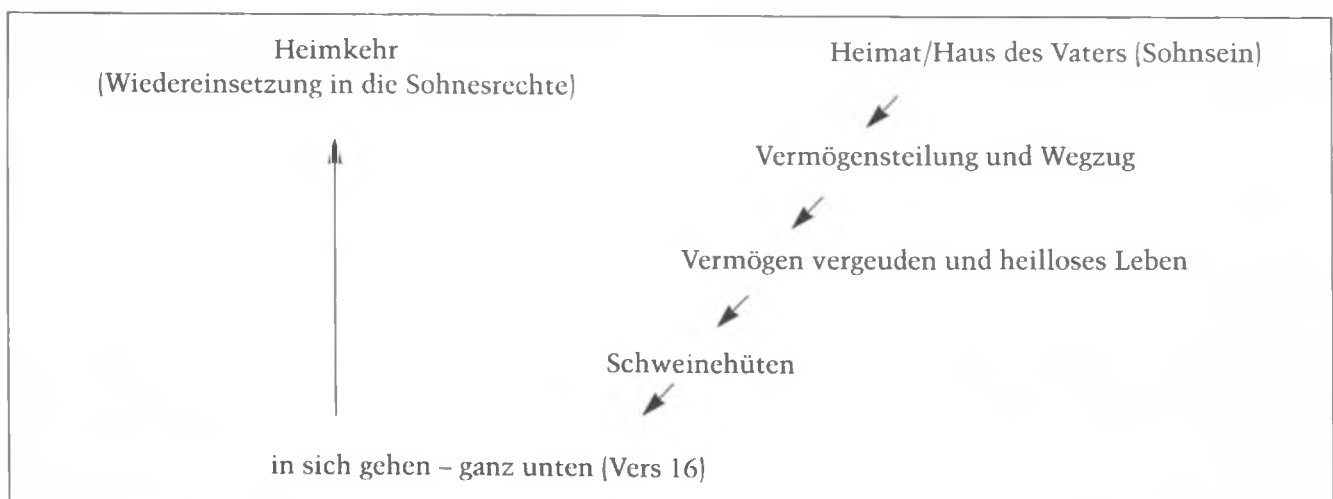 Heimkehr
(Wiedereinsetzung in die Sohnesrechte)
Heimat/Haus des Vaters (Sohnsein)
Vermögensteilung und Wegzug
Vermögen vergeuden und heilloses Leben
Schweinehüten
in sich gehen – ganz unten (Vers 16)